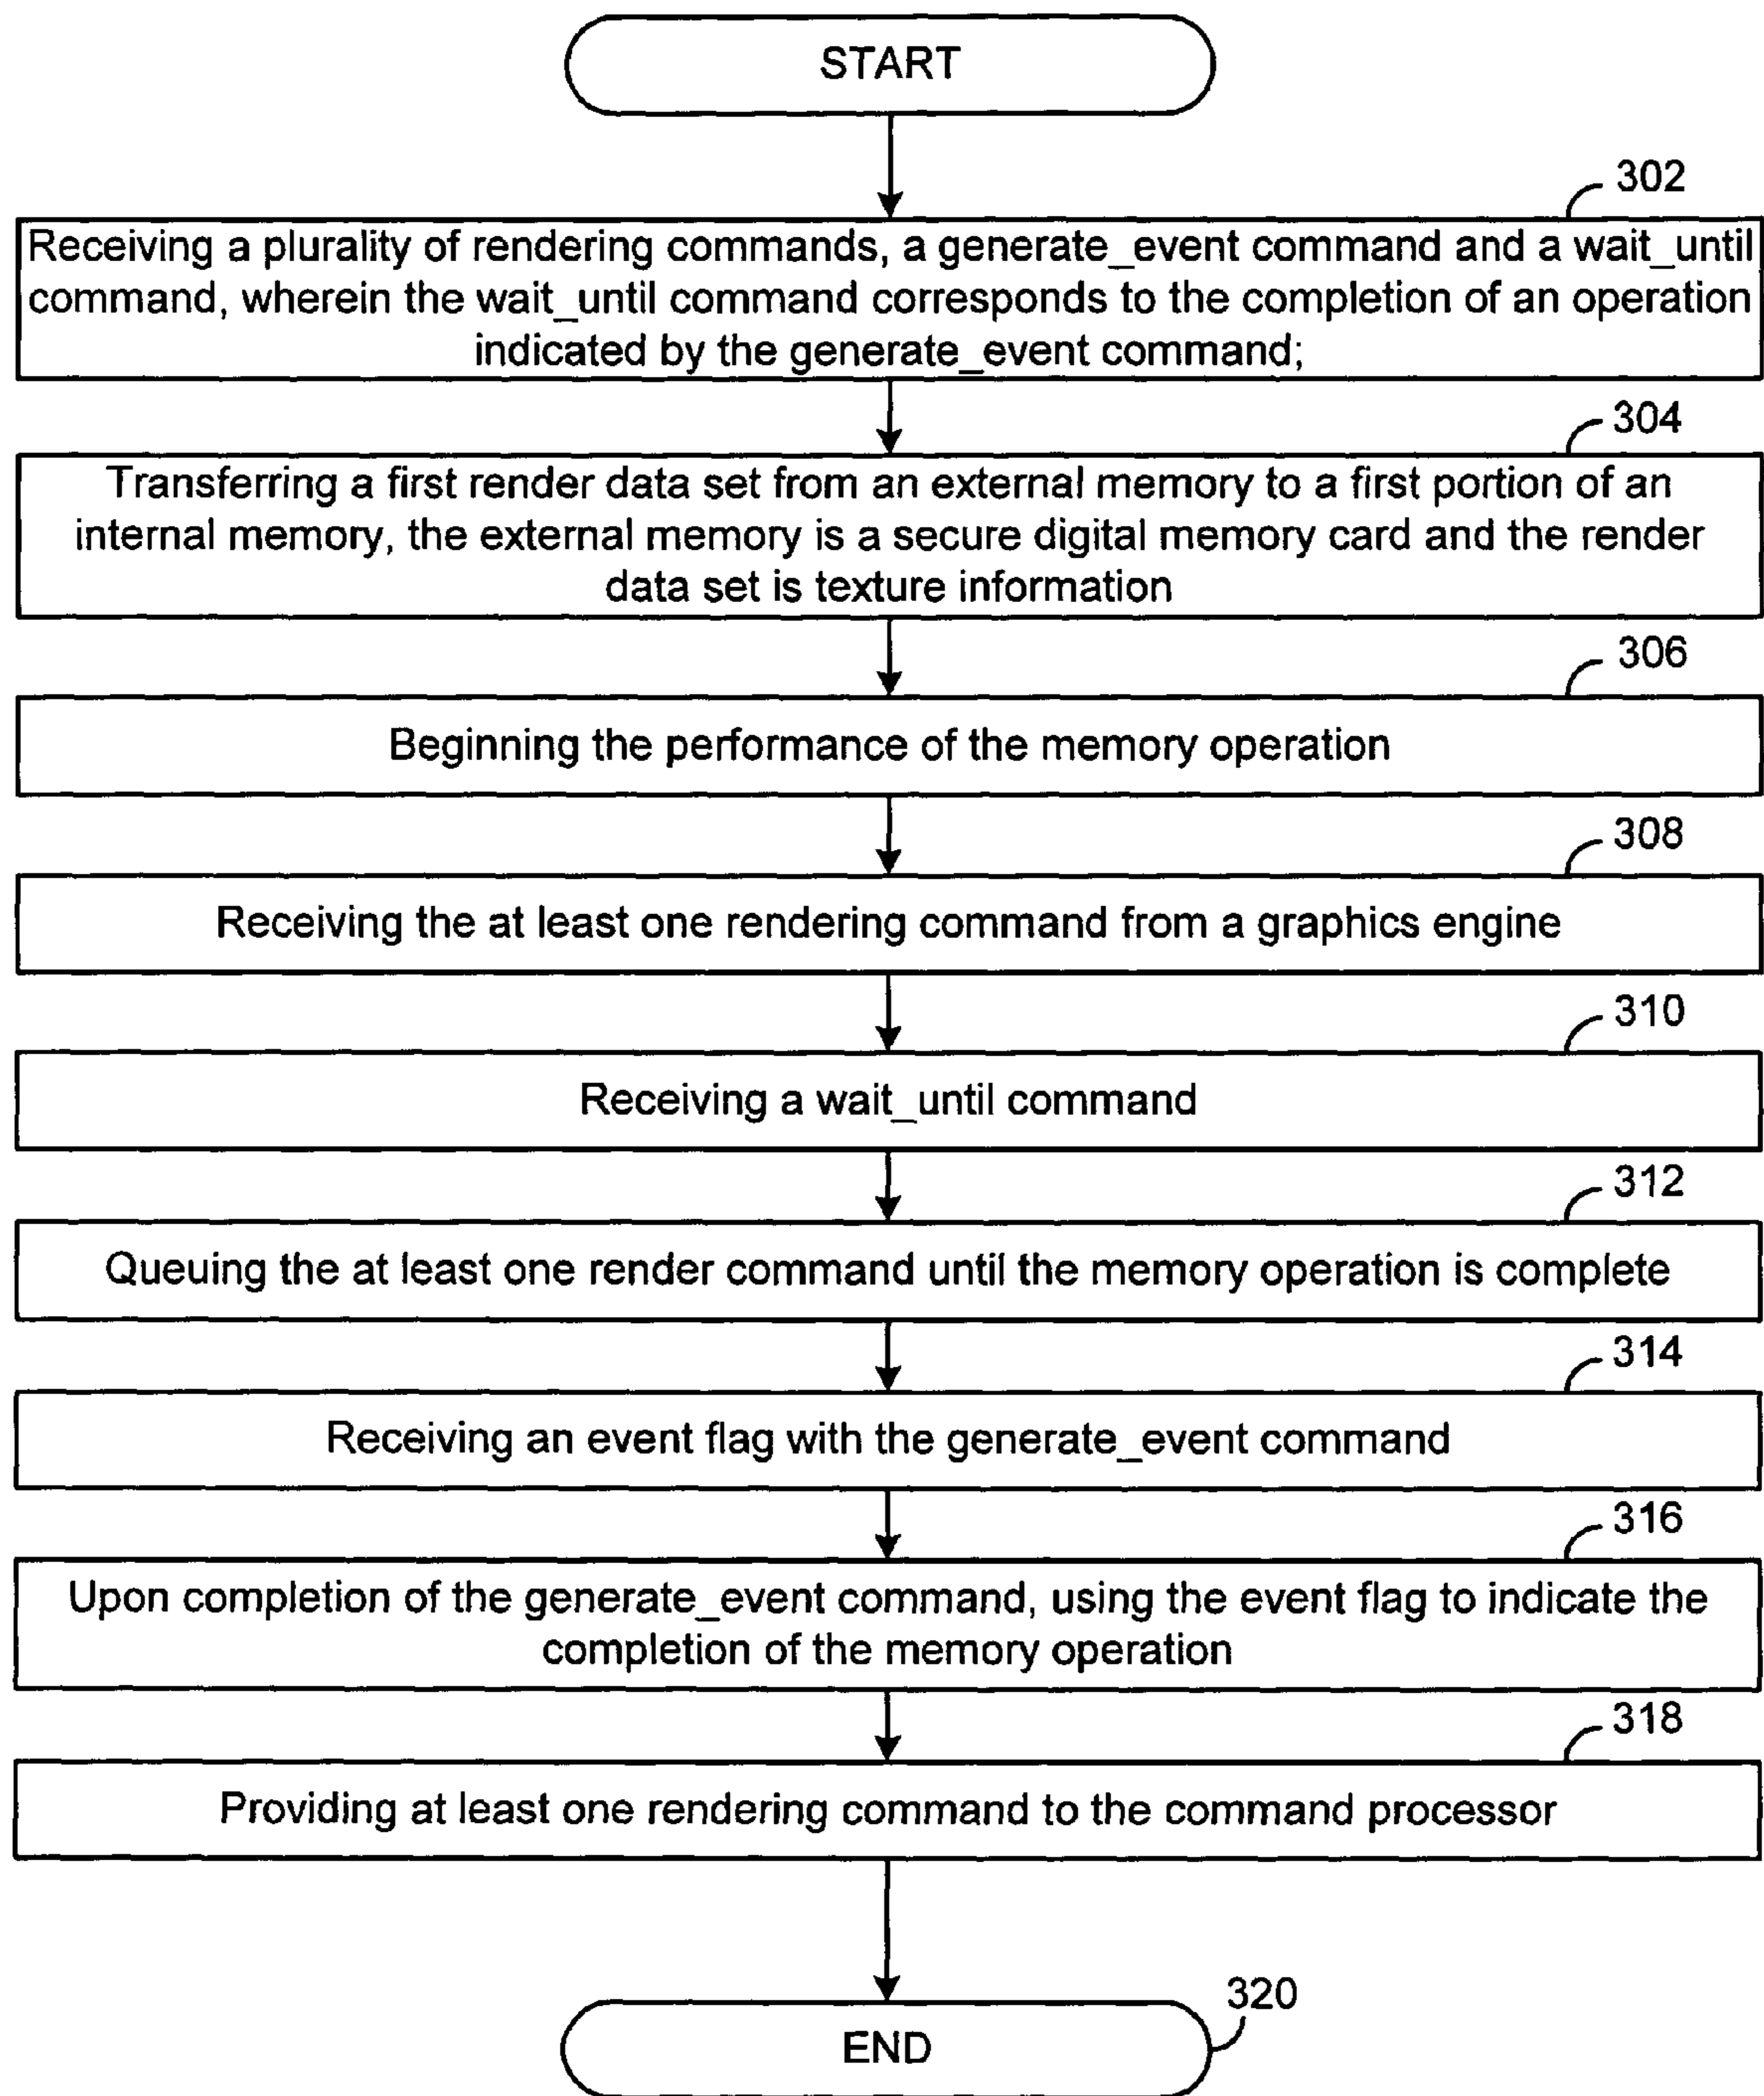 START
302
Receiving a plurality of rendering commands, a generate_event command and a wait_until
command, wherein the wait_until command corresponds to the completion of an operation
indicated by the generate_event command;
304
Transferring a first render data set from an external memory to a first portion of an
internal memory, the external memory is a secure digital memory card and the render
data set is texture information
306
Beginning the performance of the memory operation
308
Receiving the at least one rendering command from a graphics engine
310
Receiving a wait_until command
312
Queuing the at least one render command until the memory operation is complete
314
Receiving an event flag with the generate_event command
316
Upon completion of the generate_event command, using the event flag to indicate the
completion of the memory operation
318
Providing at least one rendering command to the command processor
320
END